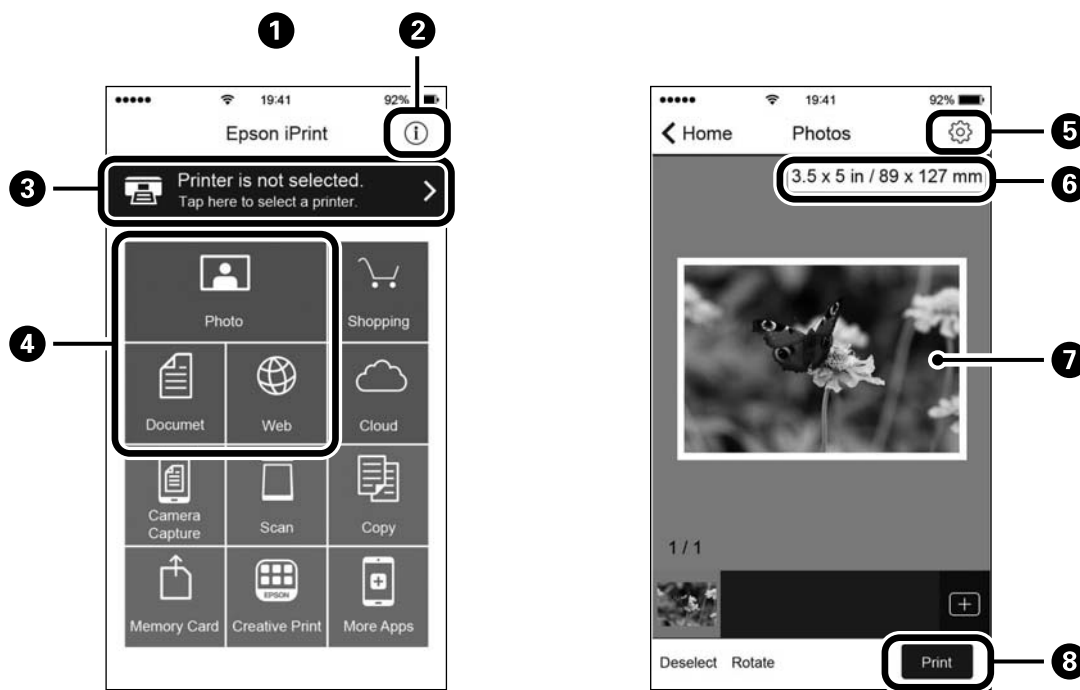 1
2
19:41
92%
Epson iPrint
i
3
Printer is not selected.
Tap here to select a printer.
4
Photo
Shopping
Documet
Web
Cloud
Camera
Capture
Scan
Copy
EPSON
Memory Card
Creative Print
More Apps
19:41
92%
Home
Photos
5
3.5 x 5 in / 89 x 127 mm
6
7
1 / 1
Deselect Rotate
Print
8